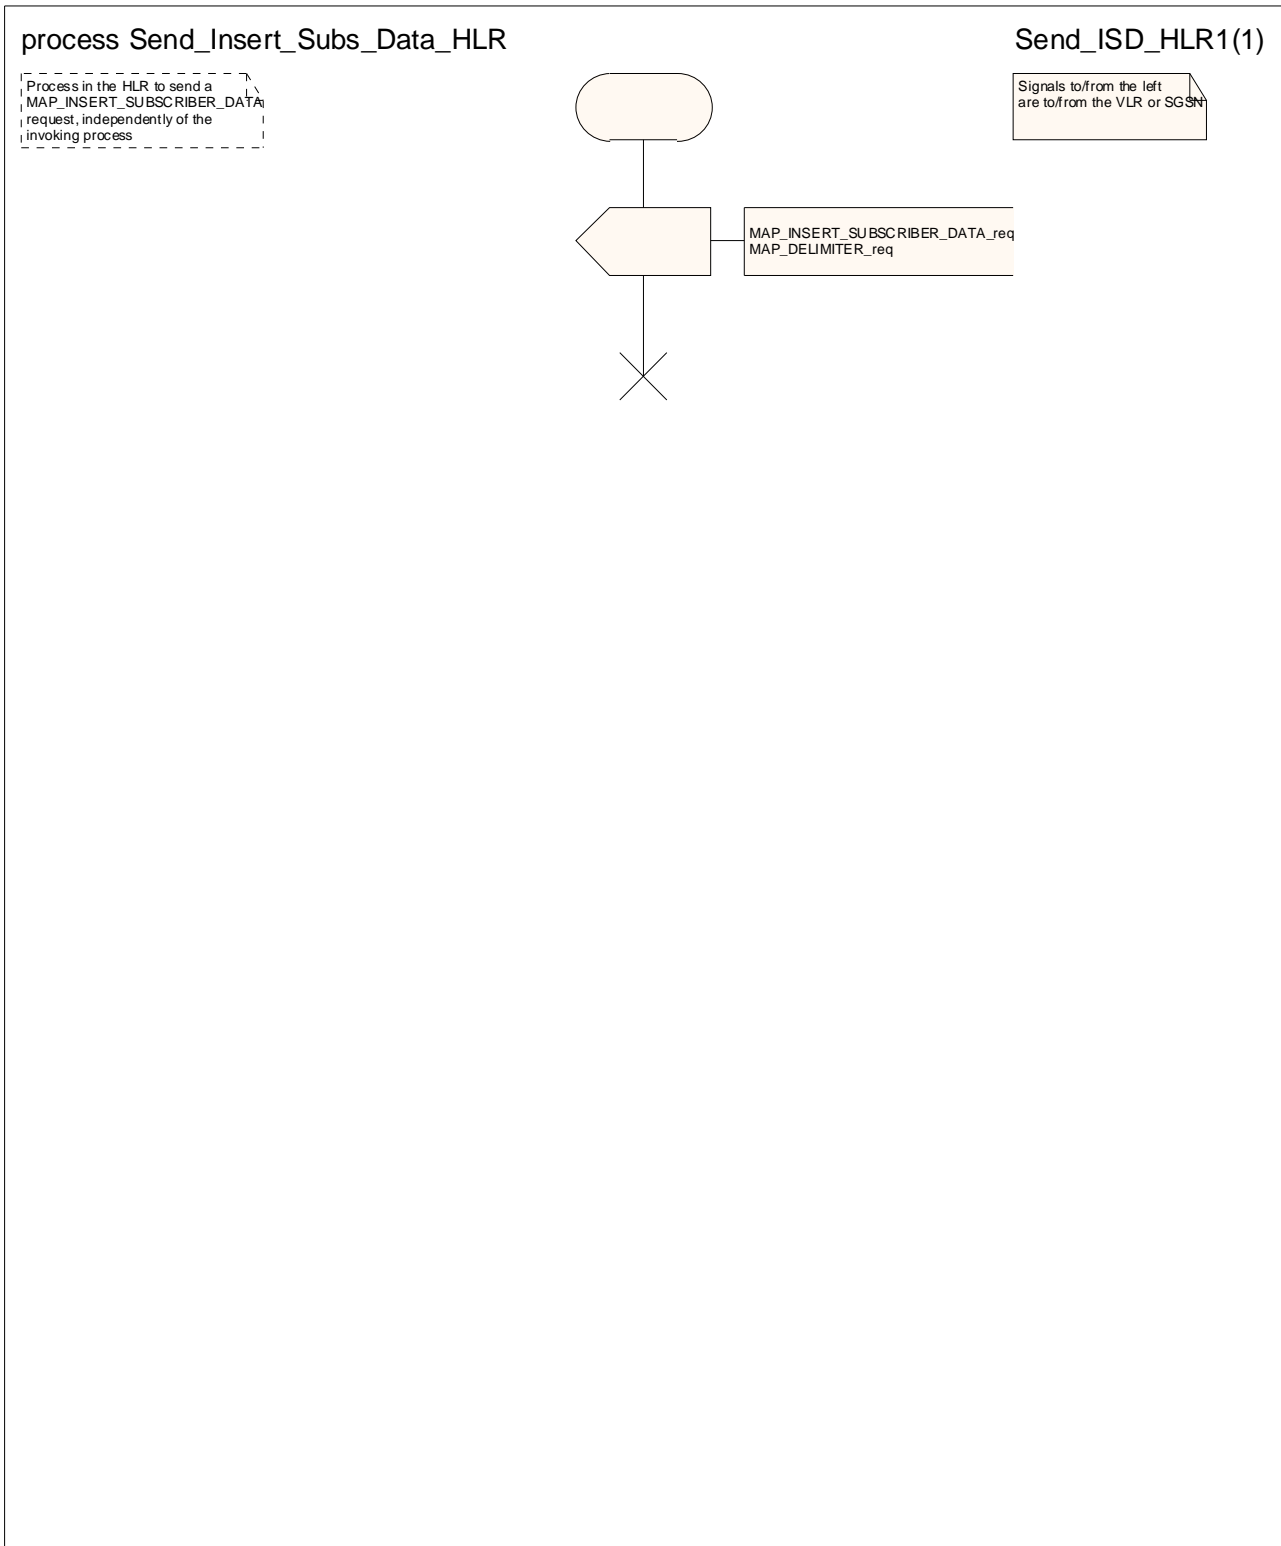 process Send_Insert_Subs_Data_HLR
Send_ISD_HLR1(1)
Process in the HLR to send a
MAP_INSERT_SUBSCRIBER_DATA
request, independently of the
invoking process
Signals to/from the left
are to/from the VLR or SGSN
MAP_INSERT_SUBSCRIBER_DATA_req
MAP_DELIMITER_req